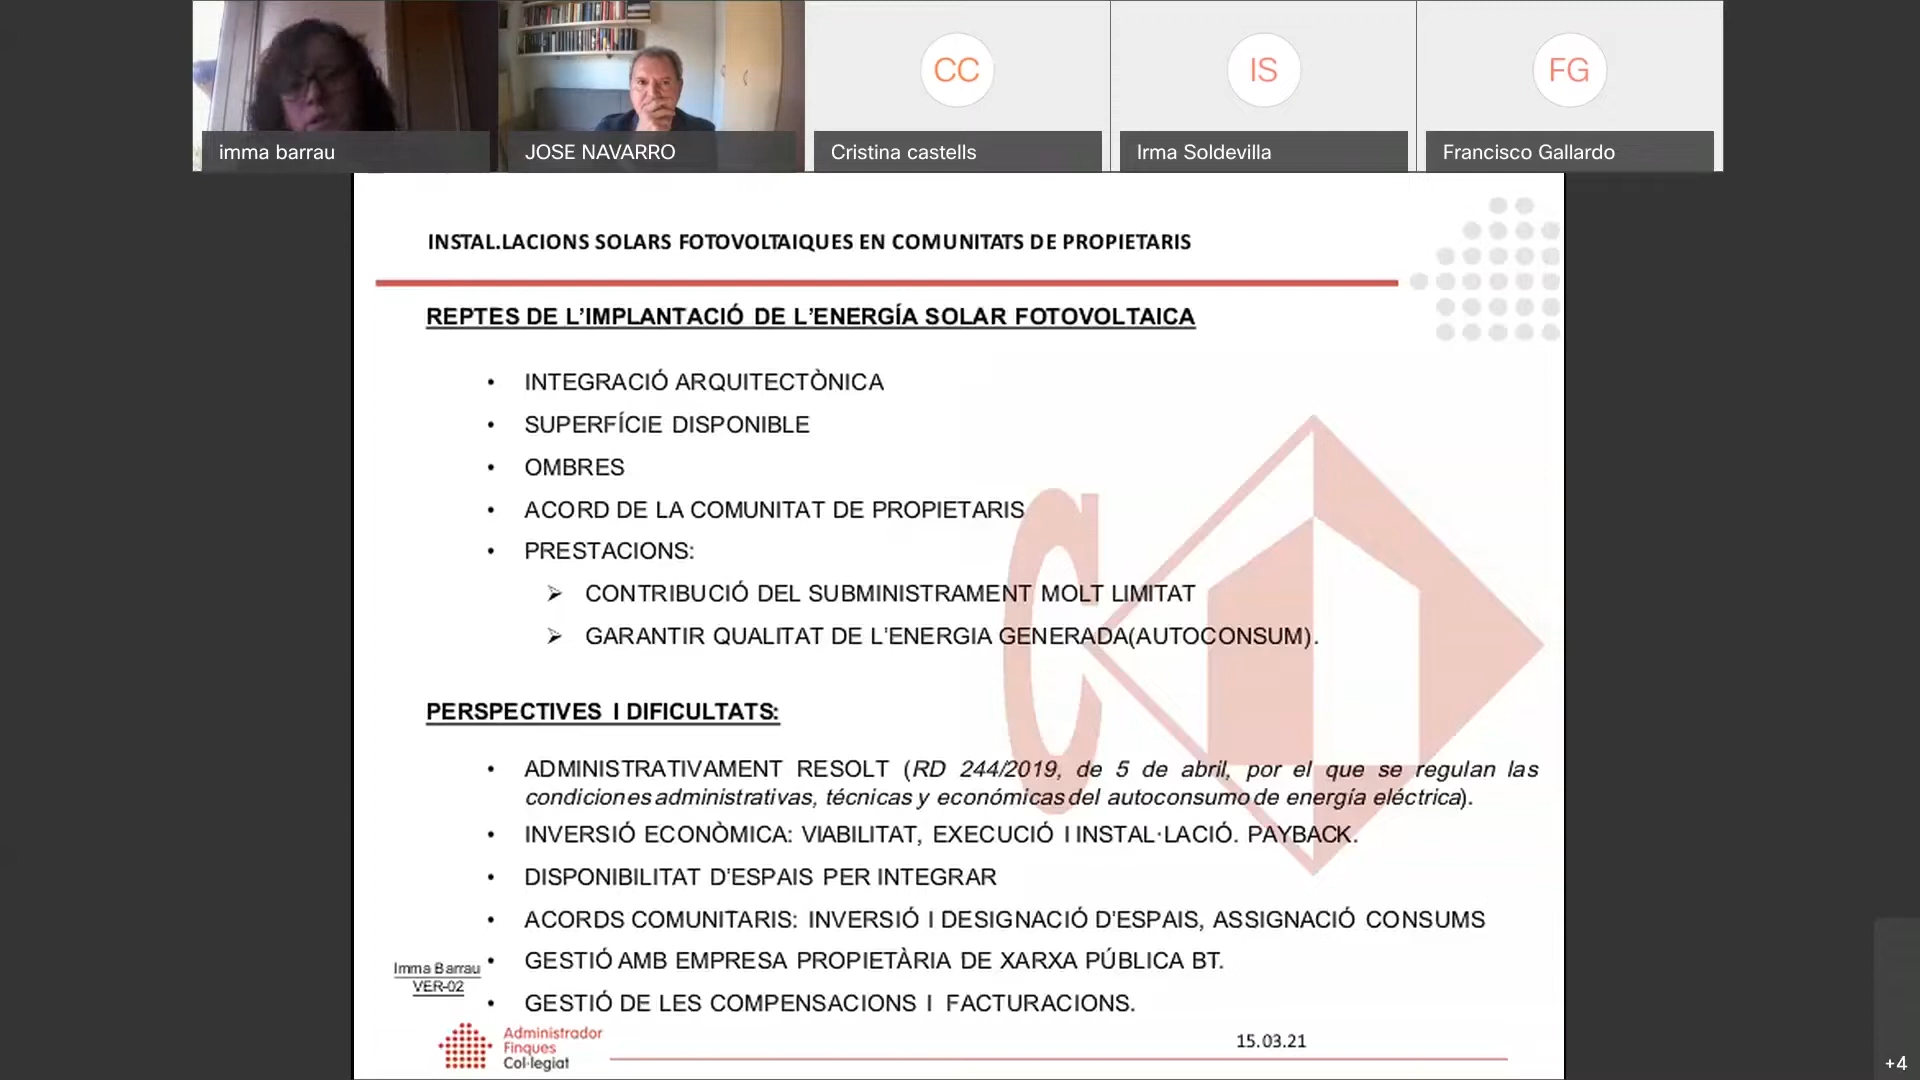 imma barrau
JOSE NAVARRO
CC
Cristina castells
IS
Irma Soldevilla
FG
Francisco Gallardo
INSTAL.LACIONS SOLARS FOTOVOLTAIQUES EN COMUNITATS DE PROPIETARIS
REPTES DE L'IMPLANTACIÓ DE L'ENERGÍA SOLAR FOTOVOLTAICA
• INTEGRACIÓ ARQUITECTÒNICA
• SUPERFÍCIE DISPONIBLE
• OMBRES
• ACORD DE LA COMUNITAT DE PROPIETARIS
• PRESTACIONS:
➢ CONTRIBUCIÓ DEL SUBMINISTRAMENT MOLT LIMITAT
➢ GARANTIR QUALITAT DE L'ENERGIA GENERADA(AUTOCONSUM).
PERSPECTIVES I DIFICULTATS:
• ADMINISTRATIVAMENT RESOLT (RD 244/2019, de 5 de abril, por el que se regulan las
condiciones administrativas, técnicas y económicas del autoconsumo de energía eléctrica).
• INVERSIÓ ECONÒMICA: VIABILITAT, EXECUCIÓ I INSTAL·LACIÓ. PAYBACK.
• DISPONIBILITAT D'ESPAIS PER INTEGRAR
• ACORDS COMUNITARIS: INVERSIÓ I DESIGNACIÓ D'ESPAIS, ASSIGNACIÓ CONSUMS
• GESTIÓ AMB EMPRESA PROPIETÀRIA DE XARXA PÚBLICA BT.
• GESTIÓ DE LES COMPENSACIONS I FACTURACIONS.
Imma Barrau
VER-02
Administrador
Finques
Col·legiat
15.03.21
+4